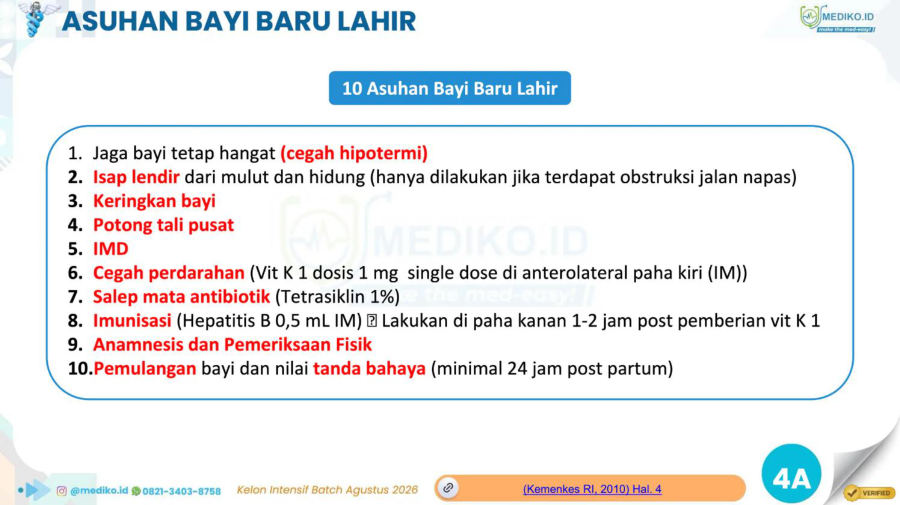 ASUHAN BAYI BARU LAHIR
MEDIKO.ID
make the med-easy! //
10 Asuhan Bayi Baru Lahir
1. Jaga bayi tetap hangat (cegah hipotermi)
2. Isap lendir dari mulut dan hidung (hanya dilakukan jika terdapat obstruksi jalan napas)
3. Keringkan bayi
4. Potong tali pusat
5. IMD
6. Cegah perdarahan (Vit K 1 dosis 1 mg single dose di anterolateral paha kiri (IM))
7. Salep mata antibiotik (Tetrasiklin 1%)
8. Imunisasi (Hepatitis B 0,5 mL IM) Lakukan di paha kanan 1-2 jam post pemberian vit K 1
9. Anamnesis dan Pemeriksaan Fisik
10.Pemulangan bayi dan nilai tanda bahaya (minimal 24 jam post partum)
MEDIKO.ID
make the med-easy! //
@mediko.id 0821-3403-8758 Kelon Intensif Batch Agustus 2026
(Kemenkes RI, 2010) Hal. 4
4A
VERIFIED